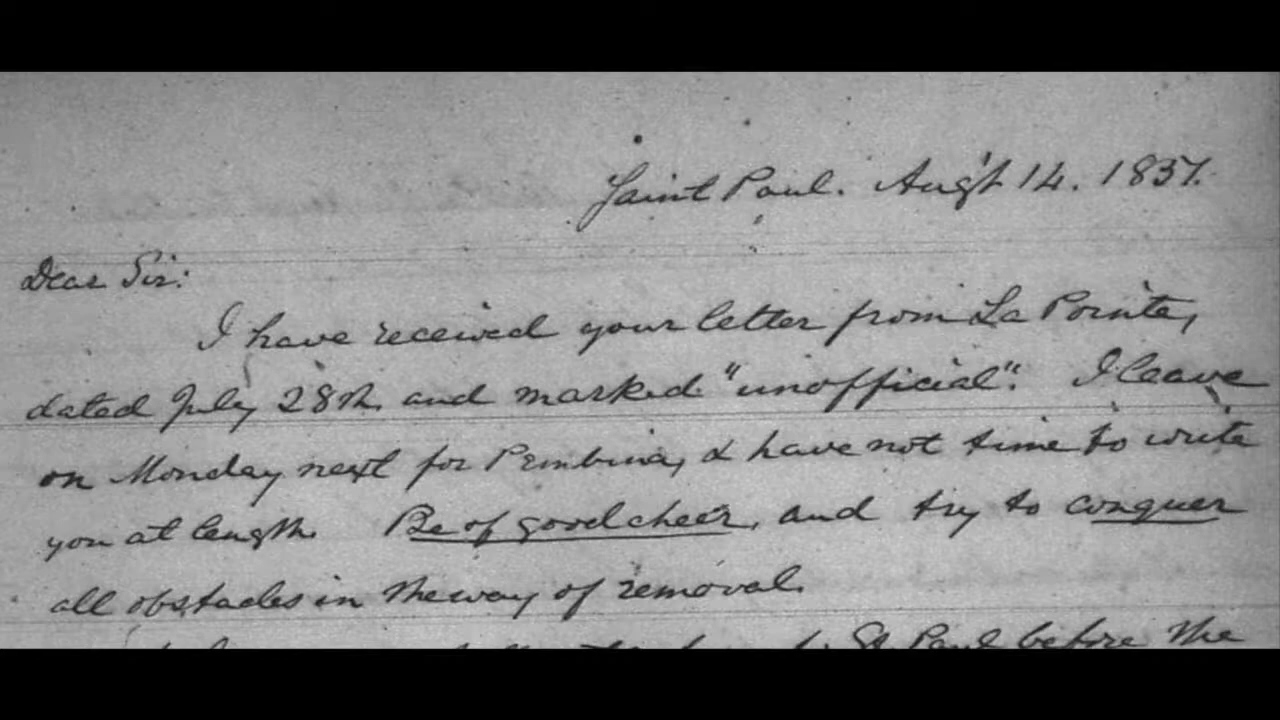 Saint Paul. Aug't 14. 1851.
Dear Sir:
I have received your letter from La Pointe,
dated July 28th, and marked "unofficial". I leave
on Monday next for Pembina, & have not time to write
you at length. Be of good cheer, and try to conquer
all obstacles in the way of removal.
St. Paul before the